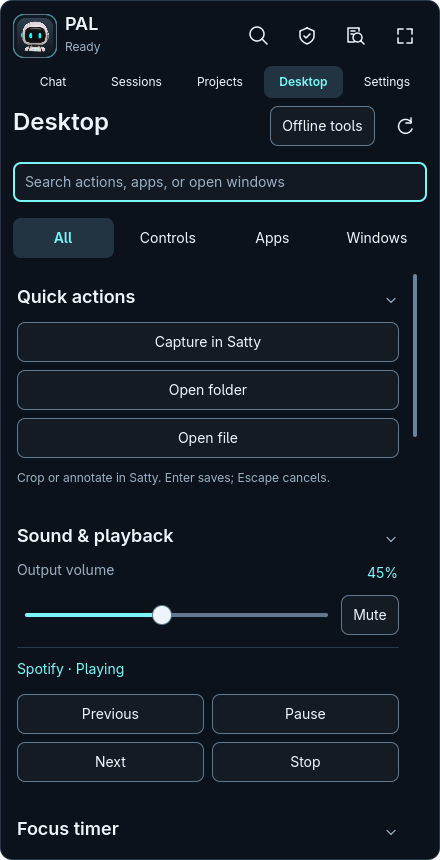 PAL
Ready
Chat Sessions Projects Desktop Settings
Desktop
Offline tools
Search actions, apps, or open windows
All Controls Apps Windows
Quick actions
Capture in Satty
Open folder
Open file
Crop or annotate in Satty. Enter saves; Escape cancels.
Sound & playback
Output volume 45%
Mute
Spotify · Playing
Previous Pause
Next Stop
Focus timer